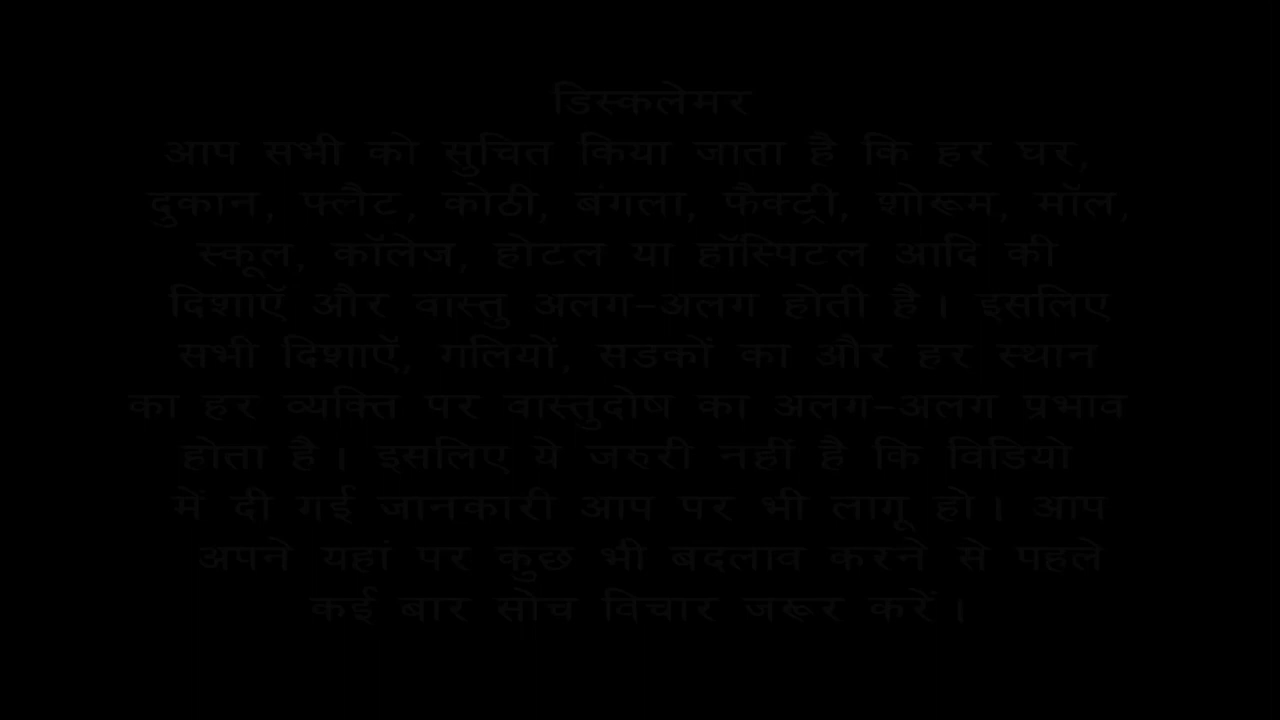 डिस्कलेमर
आप सभी को सुचित किया जाता है कि हर घर,
दुकान, फ्लैट, कोठी, बंगला, फैक्ट्री, शोरूम, मॉल,
स्कूल, कॉलेज, होटल या हॉस्पिटल आदि की
दिशाएँ और वास्तु अलग-अलग होती है। इसलिए
सभी दिशाएँ, गलियों, सडकों का और हर स्थान
का हर व्यक्ति पर वास्तुदोष का अलग-अलग प्रभाव
होता है। इसलिए ये जरुरी नहीं है कि विडियो
में दी गई जानकारी आप पर भी लागू हो। आप
अपने यहां पर कुछ भी बदलाव करने से पहले
कई बार सोच विचार जरूर करें।